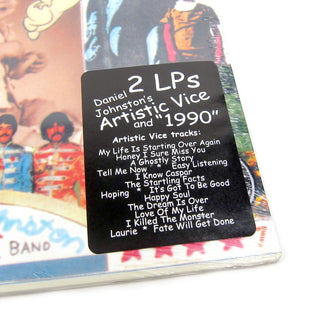 2 LPs
Daniel
Johnston's
Artistic Vice
and "1990"
Artistic Vice tracks:
My Life Is Starting Over Again
Honey I Sure Miss You
A Ghostly Story
Tell Me Now * Easy Listening
I Know Caspar
The Startling Facts
Hoping * It's Got To Be Good
Happy Soul
The Dream Is Over
Love Of My Life
I Killed The Monster
Laurie * Fate Will Get Done
BAND